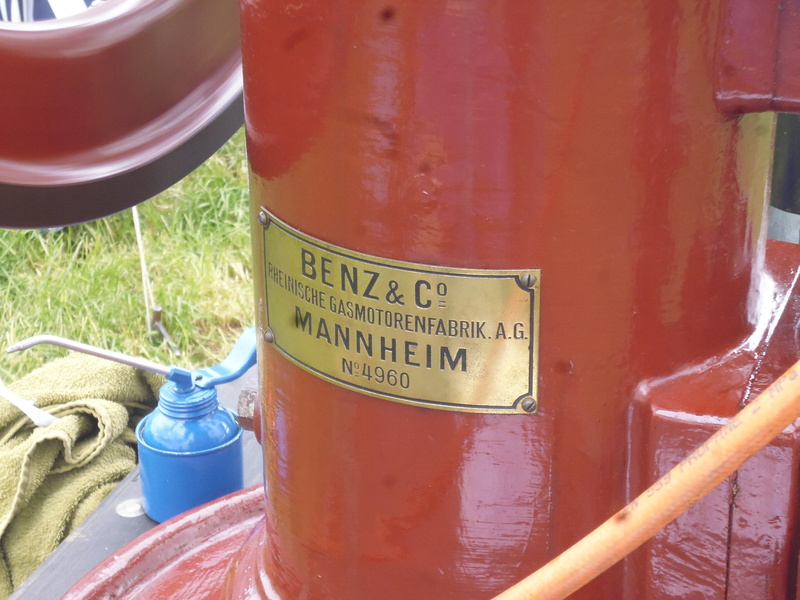 BENZ & Cº
RHEINISCHE GASMOTORENFABRIK. A.G.
MANNHEIM
Nº 4960